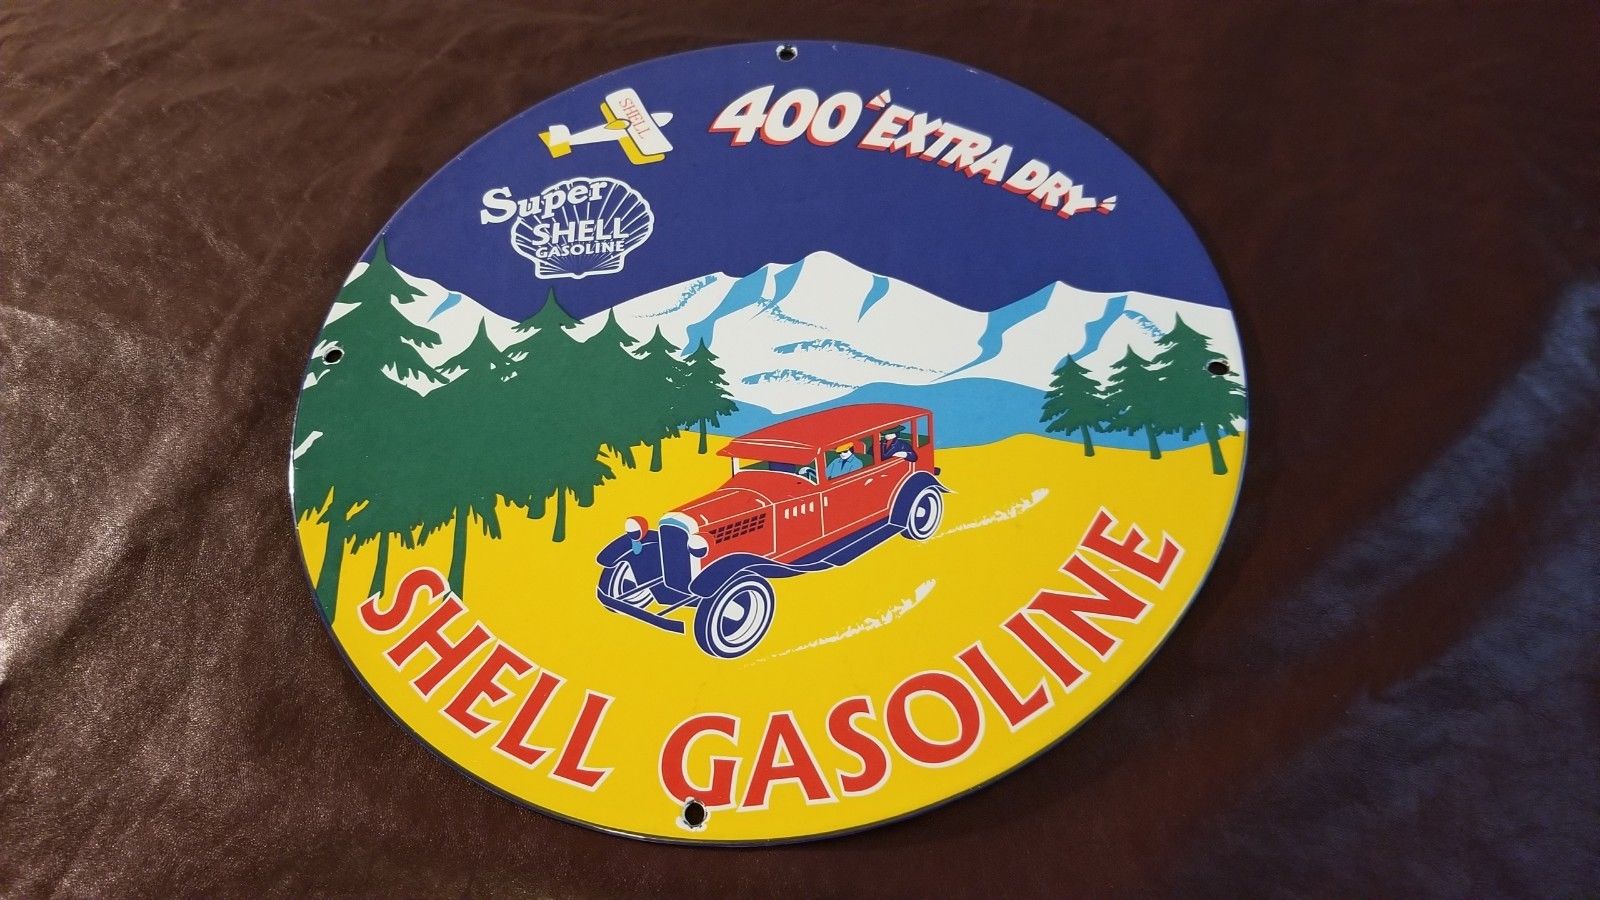 SHELL
400 "EXTRA DRY"
Super
SHELL
GASOLINE
SHELL GASOLINE